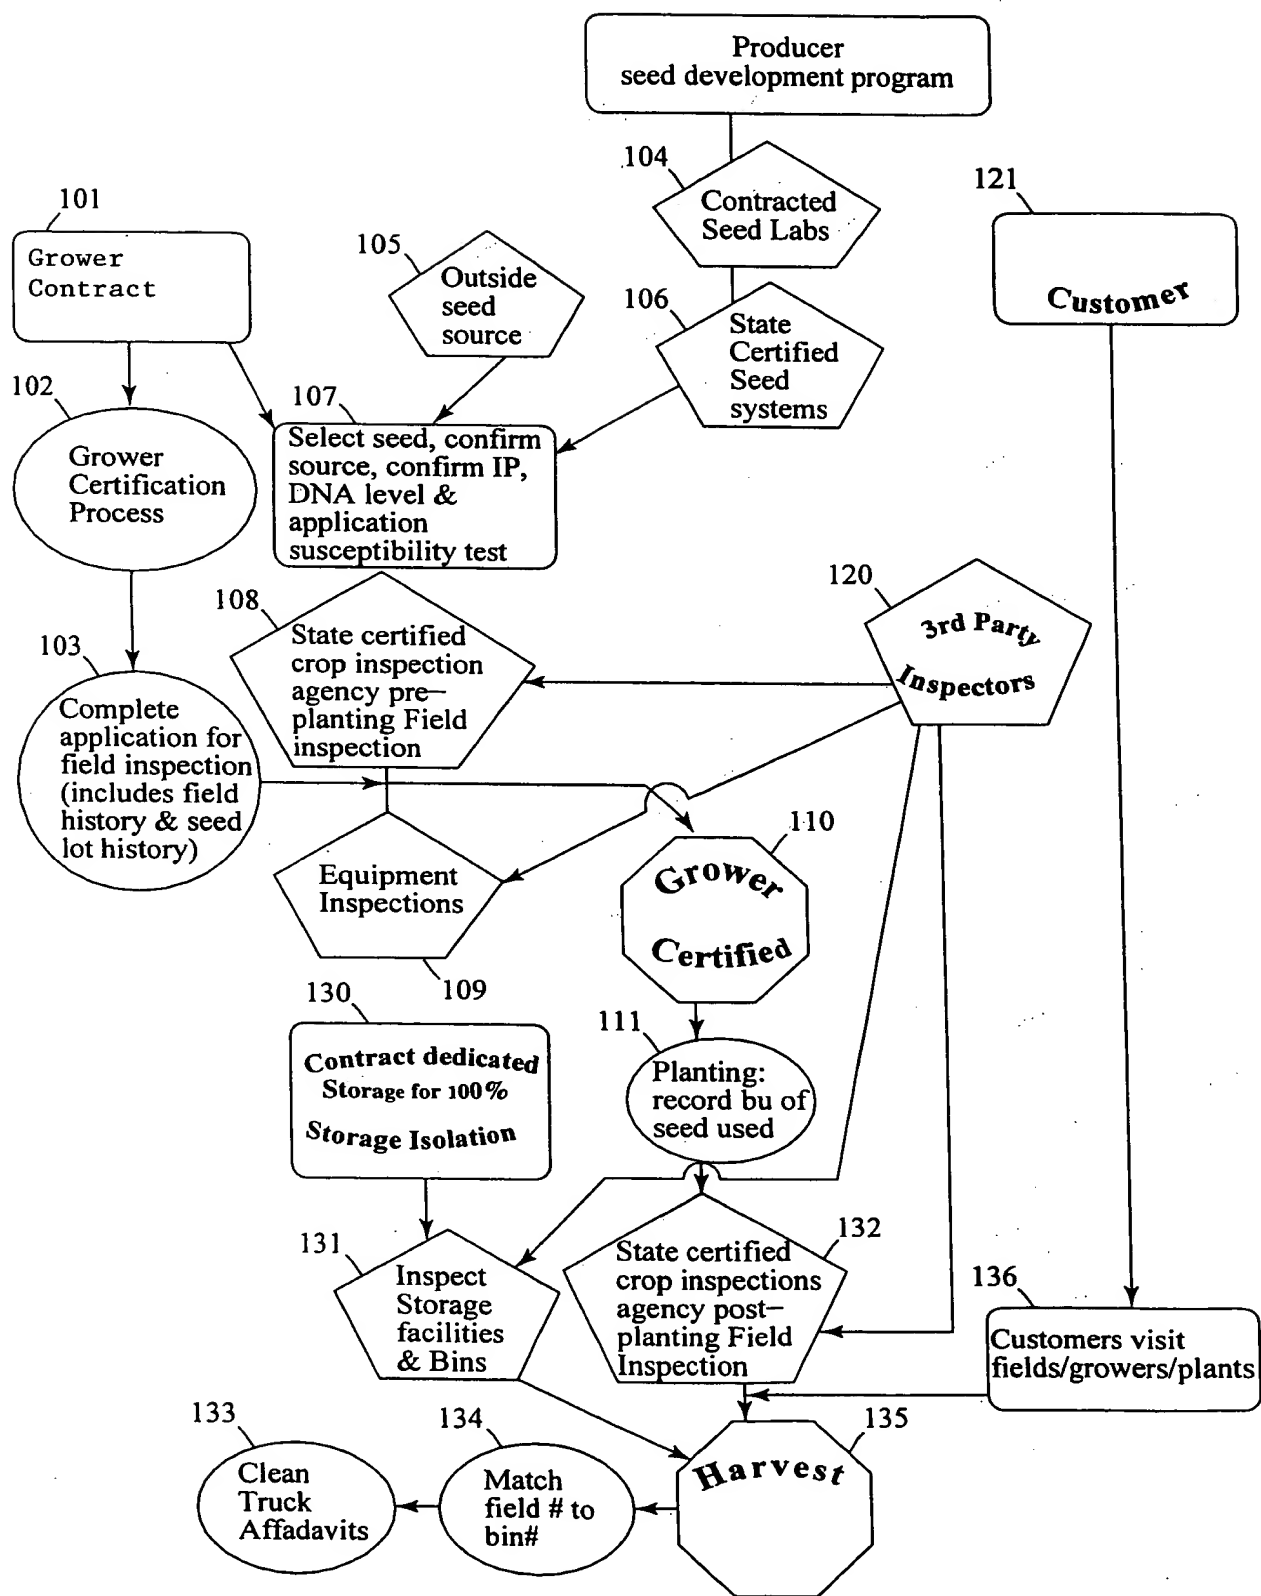 Producer
seed development program
104
Contracted
Seed Labs
121
Customer
101
Grower
Contract
105
Outside
seed
source
106
State
Certified
Seed
systems
102
Grower
Certification
Process
107
Select seed, confirm
source, confirm IP,
DNA level &
application
susceptibility test
108
State certified
crop inspection
agency pre-
planting Field
inspection
120
3rd Party
Inspectors
103
Complete
application for
field inspection
(includes field
history & seed
lot history)
Equipment
Inspections
109
110
Grower
Certified
130
Contract dedicated
Storage for 100%
Storage Isolation
111
Planting:
record bu of
seed used
131
Inspect
Storage
facilities
& Bins
132
State certified
crop inspections
agency post-
planting Field
Inspection
136
Customers visit
fields/growers/plants
133
Clean
Truck
Affadavits
134
Match
field # to
bin#
135
Harvest